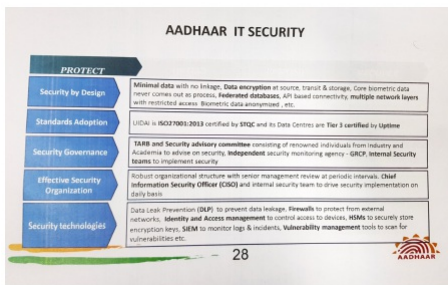 AADHAAR IT SECURITY
PROTECT
Security by Design
Minimal data with no linkage, Data encryption at source, transit & storage, Core biometric data
never comes out as process, Federated databases, API based connectivity, multiple network layers
with restricted access Biometric data anonymized , etc.
Standards Adoption
UIDAI is ISO27001:2013 certified by STQC and its Data Centres are Tier 3 certified by Uptime
Security Governance
TARB and Security advisory committee consisting of renowned individuals from industry and
Academia to advise on security, Independent security monitoring agency - GRCP, Internal Security
teams to implement security
Effective Security
Organization
Robust organizational structure with senior management review at periodic intervals. Chief
Information Security Officer (CISO) and internal security team to drive security implementation on
daily basis
Security technologies
Data Leak Prevention (DLP) to prevent data leakage, Firewalls to protect from external
networks, Identity and Access management to control access to devices, HSMs to securely store
encryption keys, SIEM to monitor logs & incidents, Vulnerability management tools to scan for
vulnerabilities etc.
28
AADHAAR